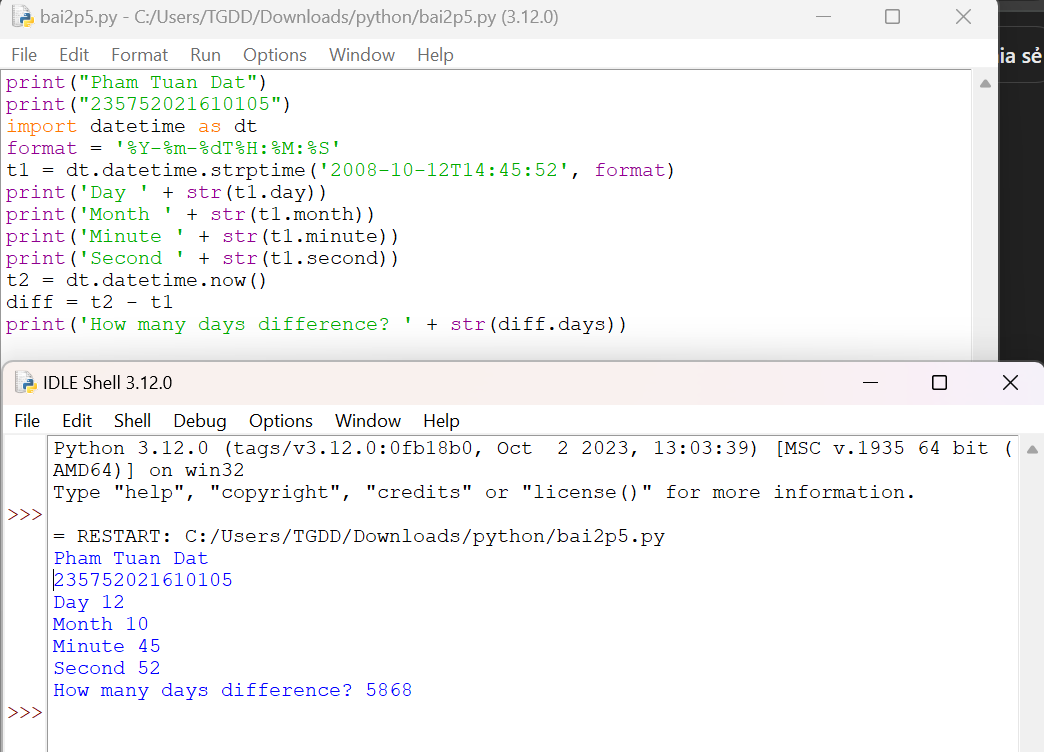 bai2p5.py - C:/Users/TGDD/Downloads/python/bai2p5.py (3.12.0)
File Edit Format Run Options Window Help
ia sẻ
print("Pham Tuan Dat")
print("235752021610105")
import datetime as dt
format = '%Y-%m-%dT%H:%M:%S'
t1 = dt.datetime.strptime('2008-10-12T14:45:52', format)
print('Day ' + str(t1.day))
print('Month ' + str(t1.month))
print('Minute ' + str(t1.minute))
print('Second ' + str(t1.second))
t2 = dt.datetime.now()
diff = t2 - t1
print('How many days difference? ' + str(diff.days))
IDLE Shell 3.12.0
File Edit Shell Debug Options Window Help
Python 3.12.0 (tags/v3.12.0:0fb18b0, Oct  2 2023, 13:03:39) [MSC v.1935 64 bit (
AMD64)] on win32
Type "help", "copyright", "credits" or "license()" for more information.
>>>
= RESTART: C:/Users/TGDD/Downloads/python/bai2p5.py
Pham Tuan Dat
235752021610105
Day 12
Month 10
Minute 45
Second 52
How many days difference? 5868
>>>